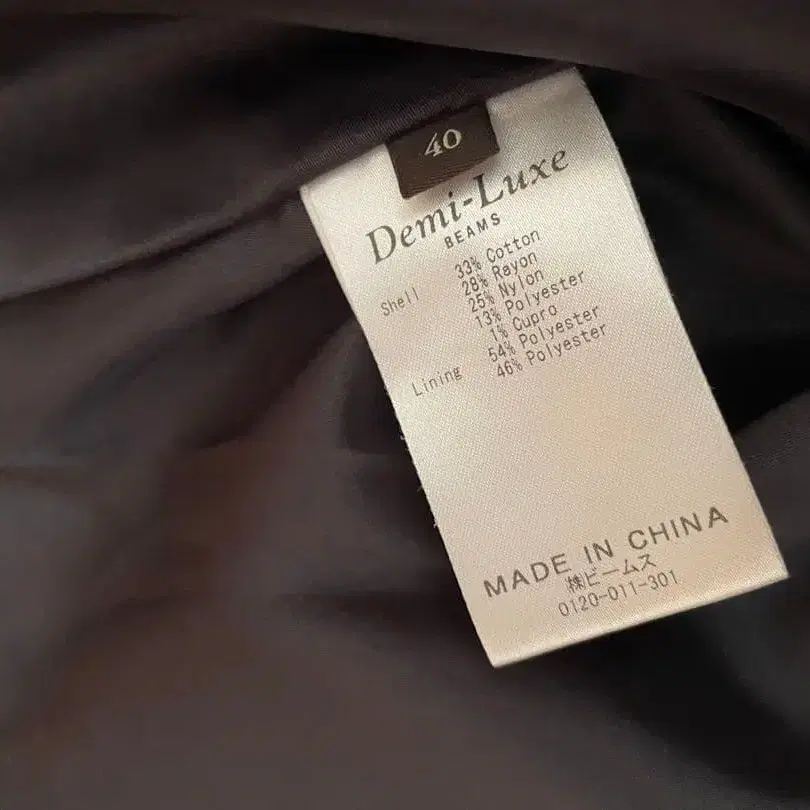 40
Demi-Luxe
BEAMS
Shell 33% Cotton
28% Rayon
25% Nylon
13% Polyester
1% Cupro
Lining 54% Polyester
46% Polyester
MADE IN CHINA
㈱ビームス
0120-011-301